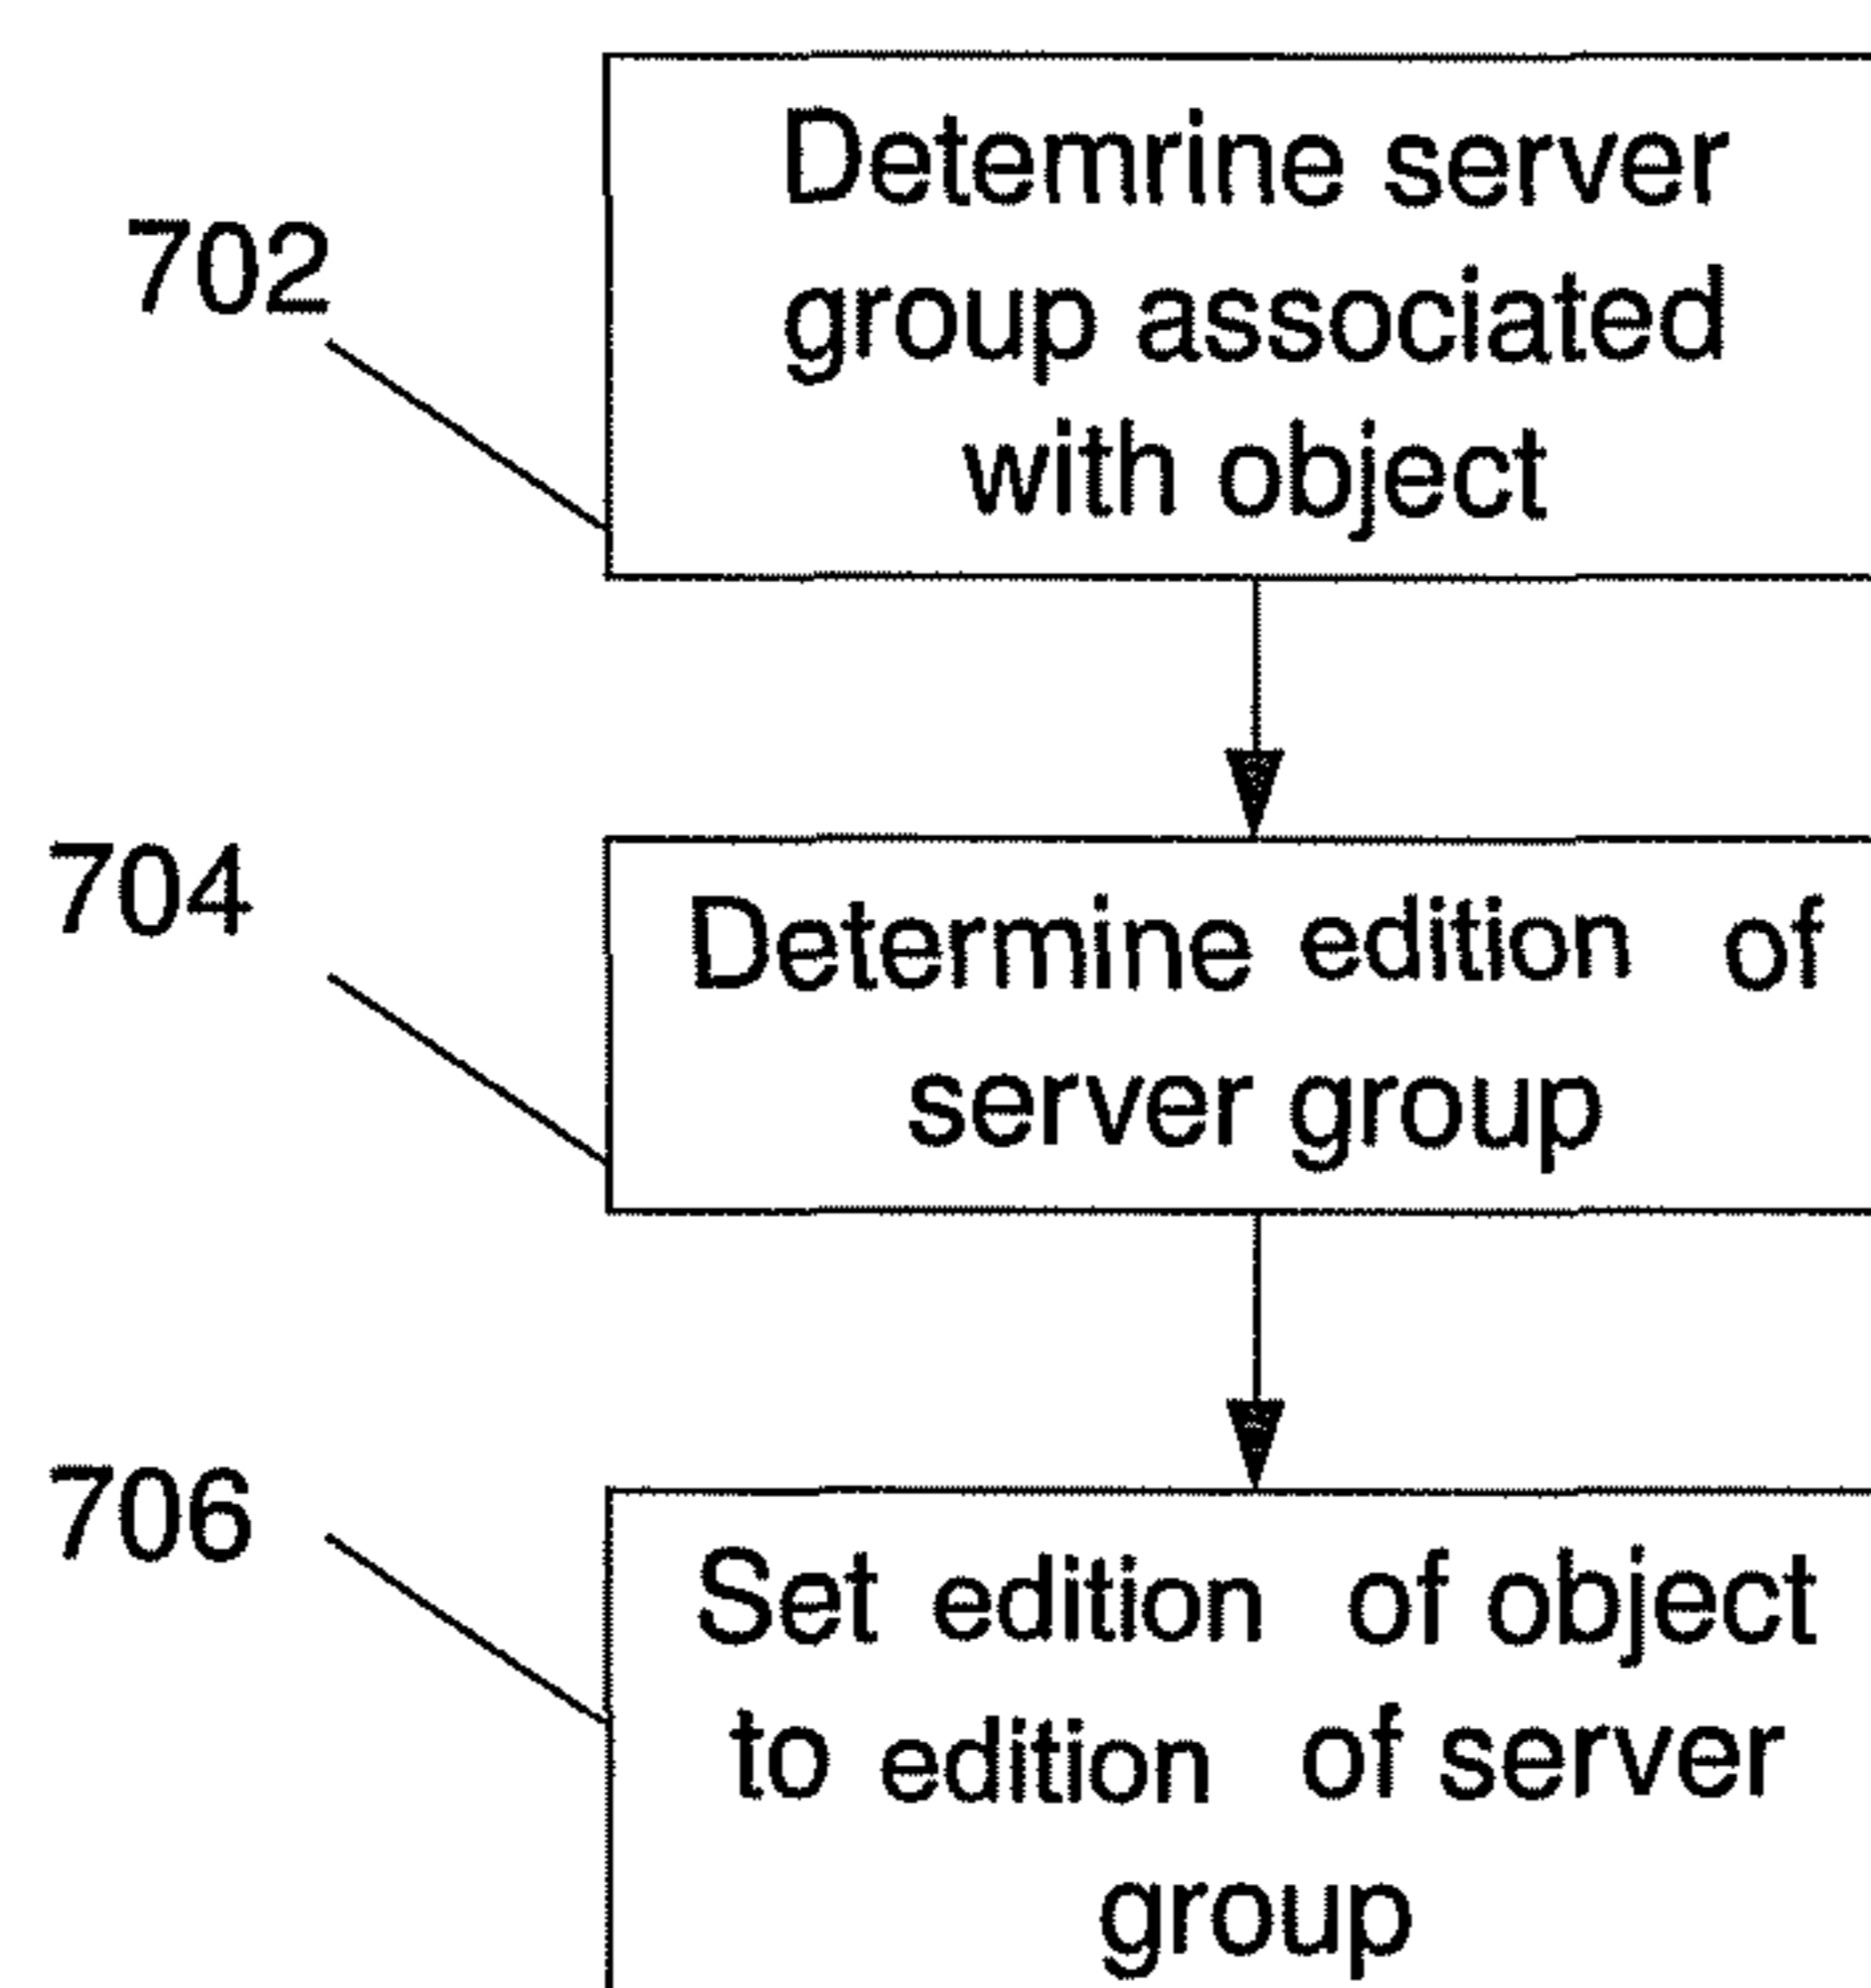 Detemrine server
702
group associated
with object
704
Determine edition of
server group
706
Set edition of object
to edition of server
group